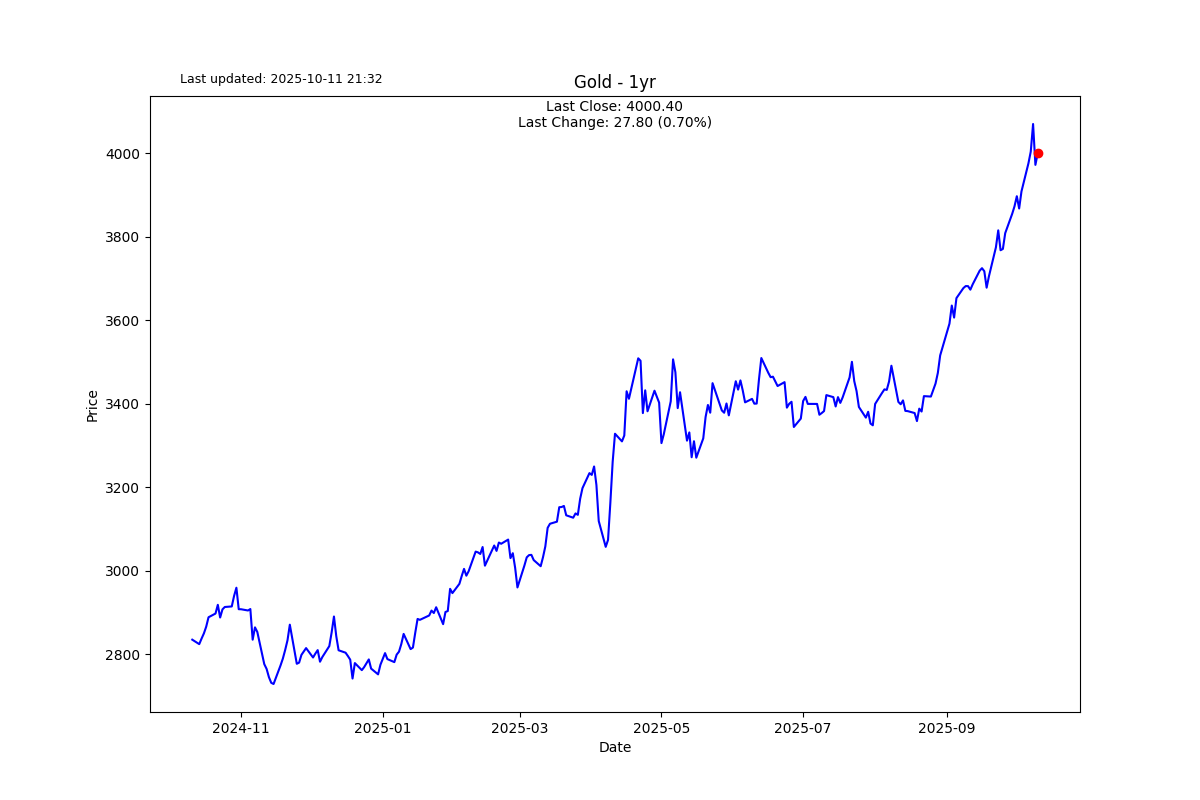 Last updated: 2025-10-11 21:32
Gold - 1yr
Last Close: 4000.40
Last Change: 27.80 (0.70%)
4000
3800
3600
3400
3200
3000
2800
Price
2024-11
2025-01
2025-03
2025-05
2025-07
2025-09
Date